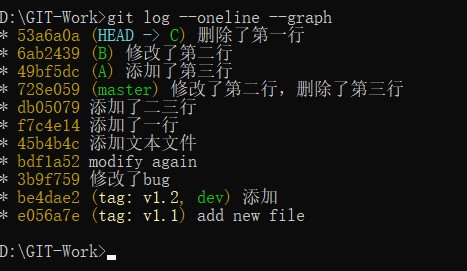 D:\GIT-Work>git log --oneline --graph
* 53a6a0a (HEAD -> C) 删除了第一行
* 6ab2439 (B) 修改了第二行
* 49bf5dc (A) 添加了第三行
* 728e059 (master) 修改了第二行，删除了第三行
* db05079 添加了二三行
* f7c4e14 添加了一行
* 45b4b4c 添加文本文件
* bdf1a52 modify again
* 3b9f759 修改了bug
* be4dae2 (tag: v1.2, dev) 添加
* e056a7e (tag: v1.1) add new file
D:\GIT-Work>